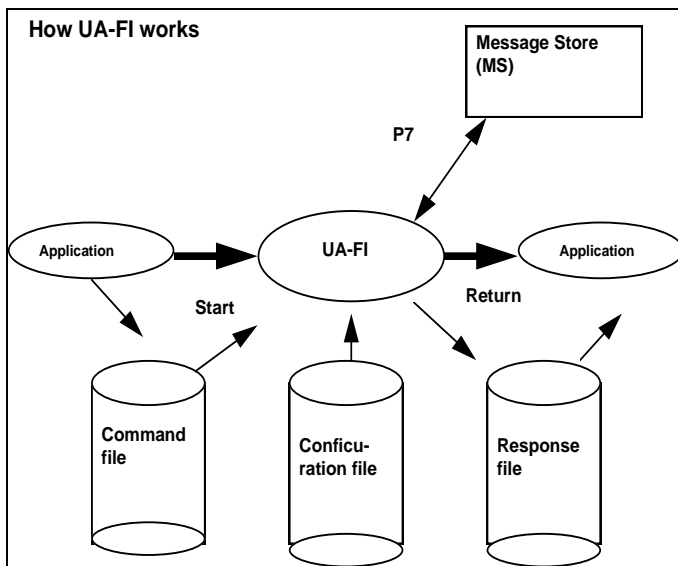 How UA-FI works
Message Store
(MS)
P7
Application
UA-FI
Application
Start
Return
Command
file
Conficu-
ration file
Response
file